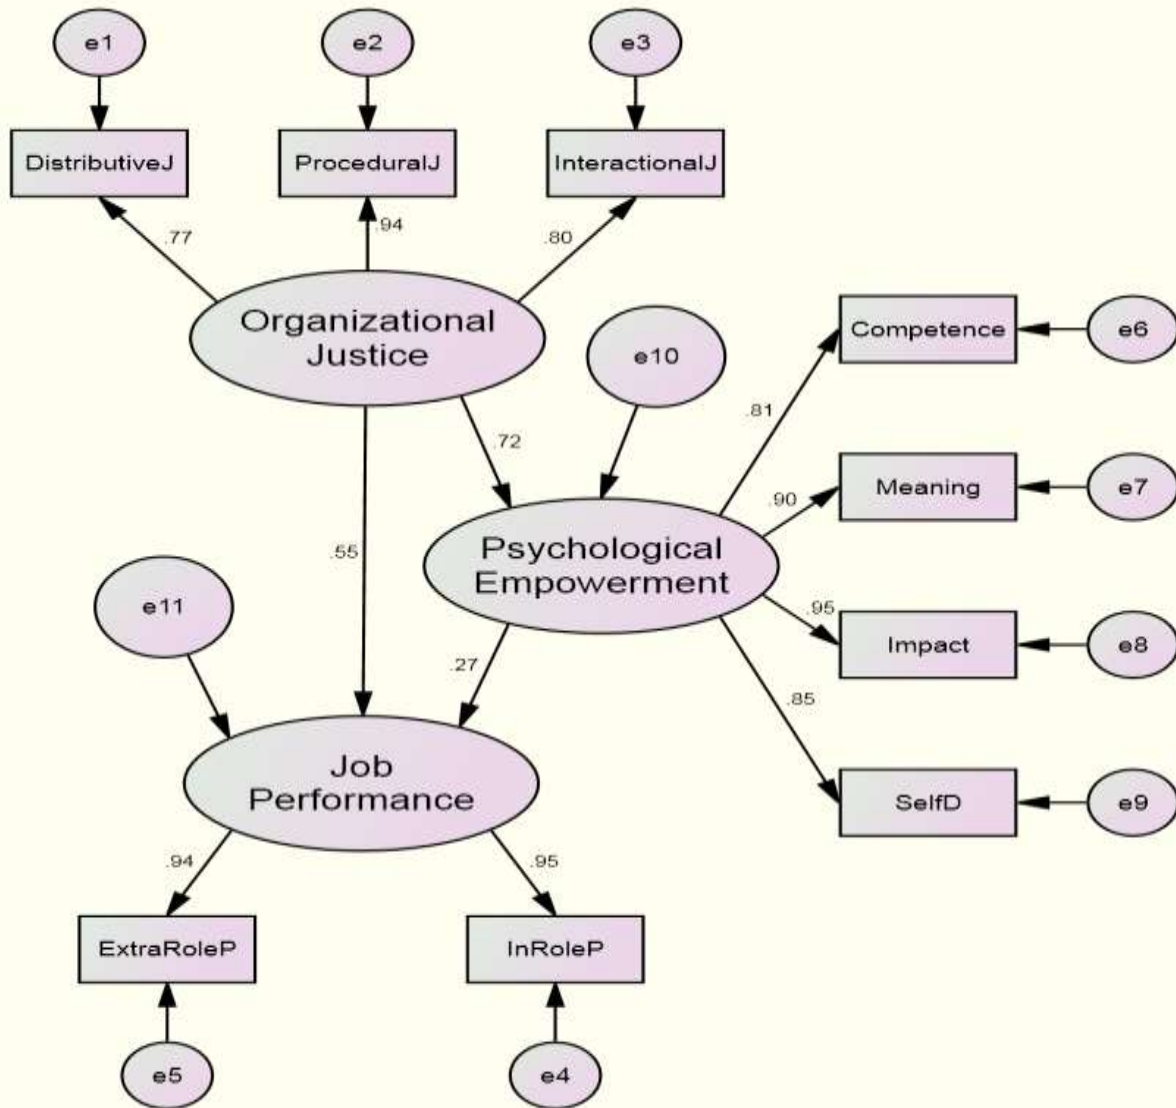 e1
e2
e3
DistributiveJ
ProceduralJ
InteractionalJ
.77
.94
.80
Organizational
Justice
e10
Competence
e6
.81
.72
Meaning
e7
.90
Psychological
Empowerment
.55
e11
.95
Impact
e8
.27
.85
Job
Performance
SelfD
e9
.94
.95
ExtraRoleP
InRoleP
e5
e4